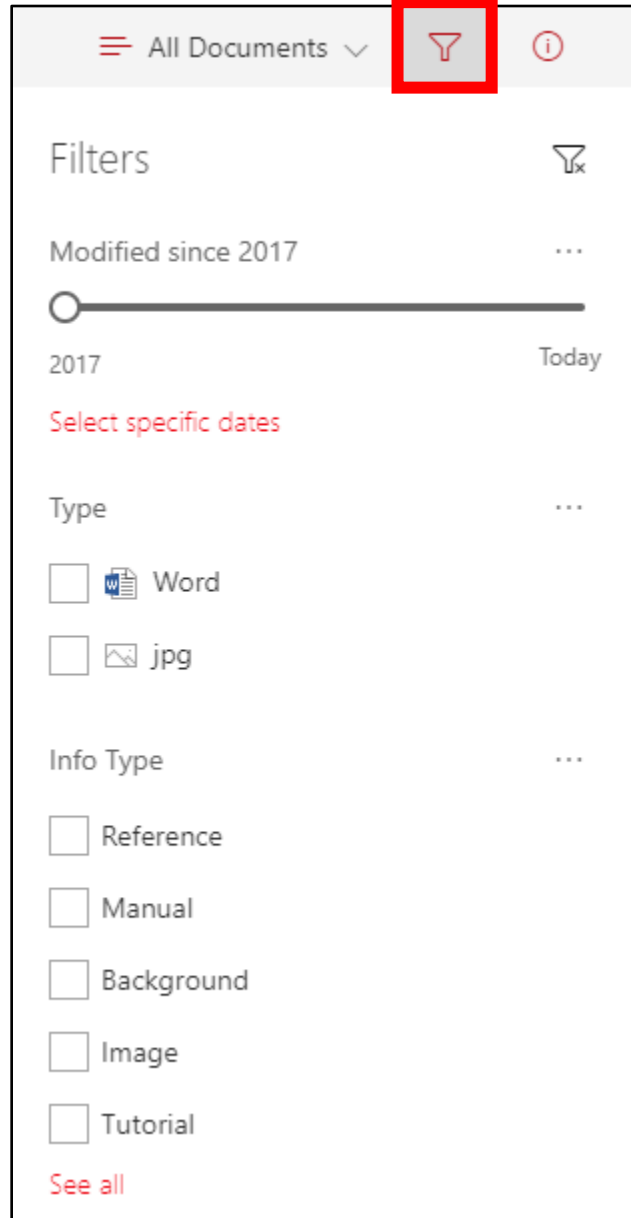 All Documents
Filters
Modified since 2017
2017 Today
Select specific dates
Type
Word
jpg
Info Type
Reference
Manual
Background
Image
Tutorial
See all